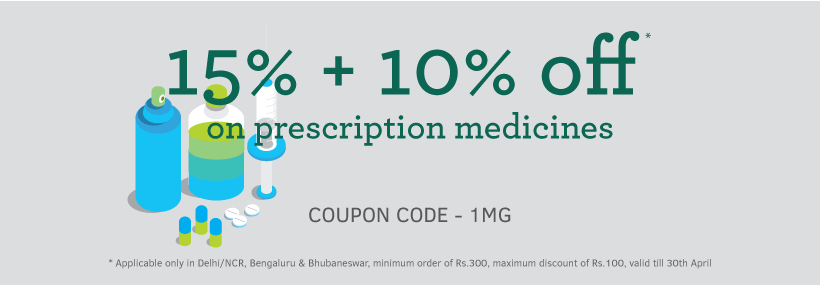 15% + 10% off*
on prescription medicines
COUPON CODE - 1MG
* Applicable only in Delhi/NCR, Bengaluru & Bhubaneswar, minimum order of Rs.300, maximum discount of Rs.100, valid till 30th April